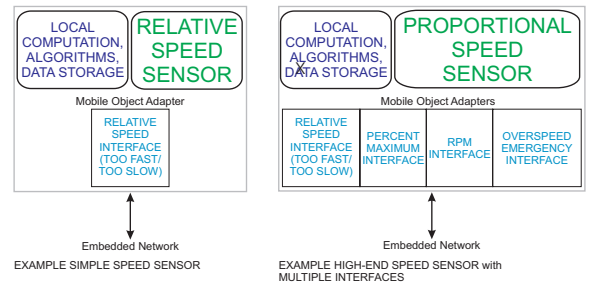 LOCAL
COMPUTATION,
ALGORITHMS,
DATA STORAGE
RELATIVE
SPEED
SENSOR
Mobile Object Adapter
RELATIVE
SPEED
INTERFACE
(TOO FAST/
TOO SLOW)
Embedded Network
EXAMPLE SIMPLE SPEED SENSOR
LOCAL
COMPUTATION,
ALGORITHMS,
DATA STORAGE
X
PROPORTIONAL
SPEED
SENSOR
Mobile Object Adapters
RELATIVE
SPEED
INTERFACE
(TOO FAST/
TOO SLOW)
PERCENT
MAXIMUM
INTERFACE
RPM
INTERFACE
OVERSPEED
EMERGENCY
INTERFACE
Embedded Network
EXAMPLE HIGH-END SPEED SENSOR with
MULTIPLE INTERFACES